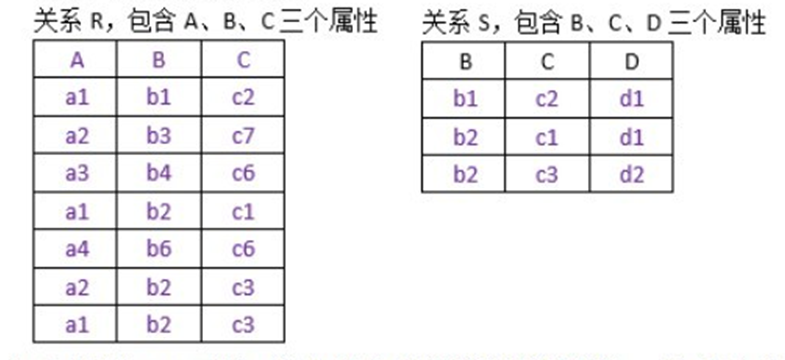 关系 R，包含 A、B、C三个属性
A B C
a1 b1 c2
a2 b3 c7
a3 b4 c6
a1 b2 c1
a4 b6 c6
a2 b2 c3
a1 b2 c3
关系 S，包含 B、C、D 三个属性
B C D
b1 c2 d1
b2 c1 d1
b2 c3 d2